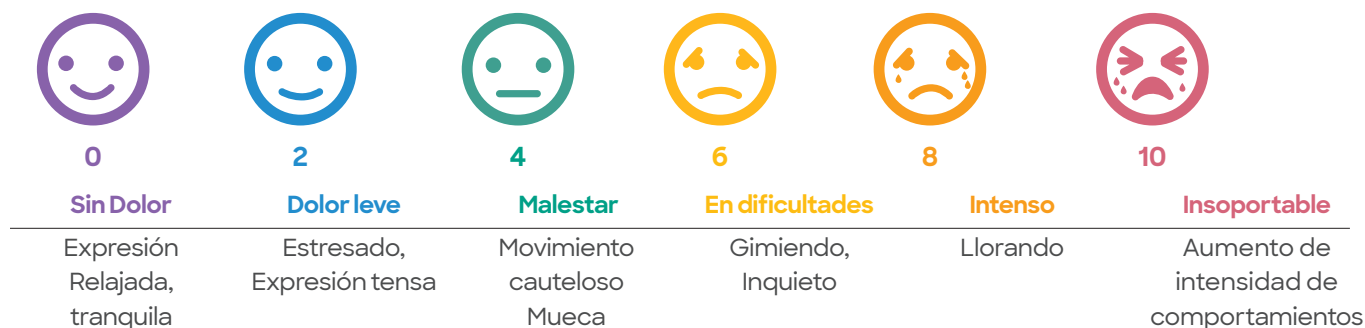 0 2 4 6 8 10
Sin Dolor Dolor leve Malestar En dificultades Intenso Insoportable
Expresión Estresado, Movimiento Gimiendo, Llorando Aumento de
Relajada, Expresión tensa cauteloso Inquieto intensidad de
tranquila Mueca comportamientos